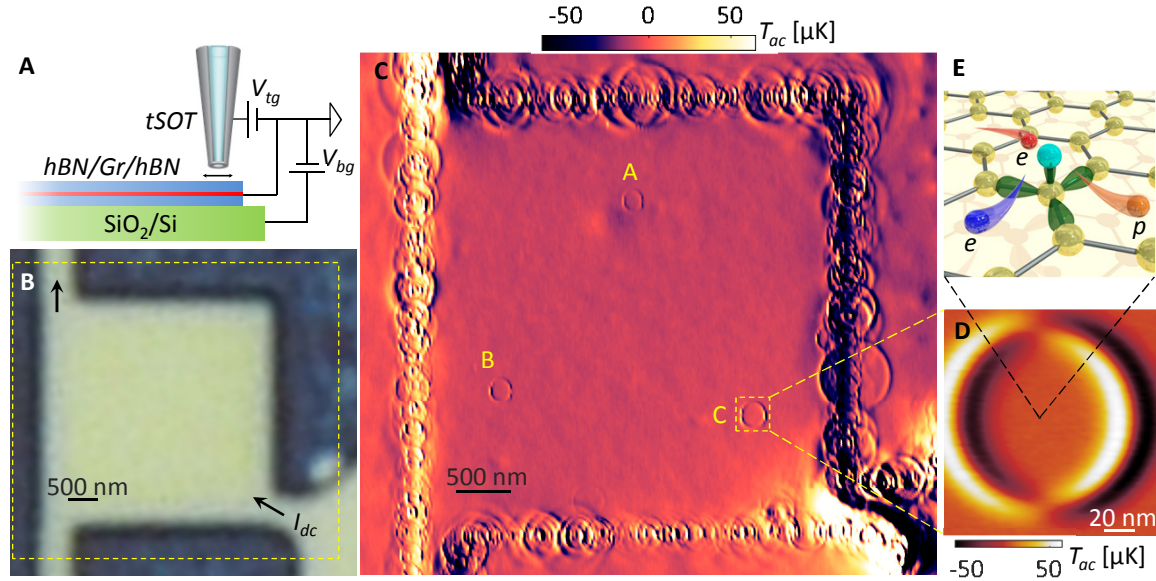 -50 0 50 T_ac [µK]
A
V_tg
tSOT
V_bg
hBN/Gr/hBN
SiO₂/Si
B
500 nm
I_dc
C
A
B
C
500 nm
E
e
e
p
D
20 nm
-50 50
T_ac [µK]